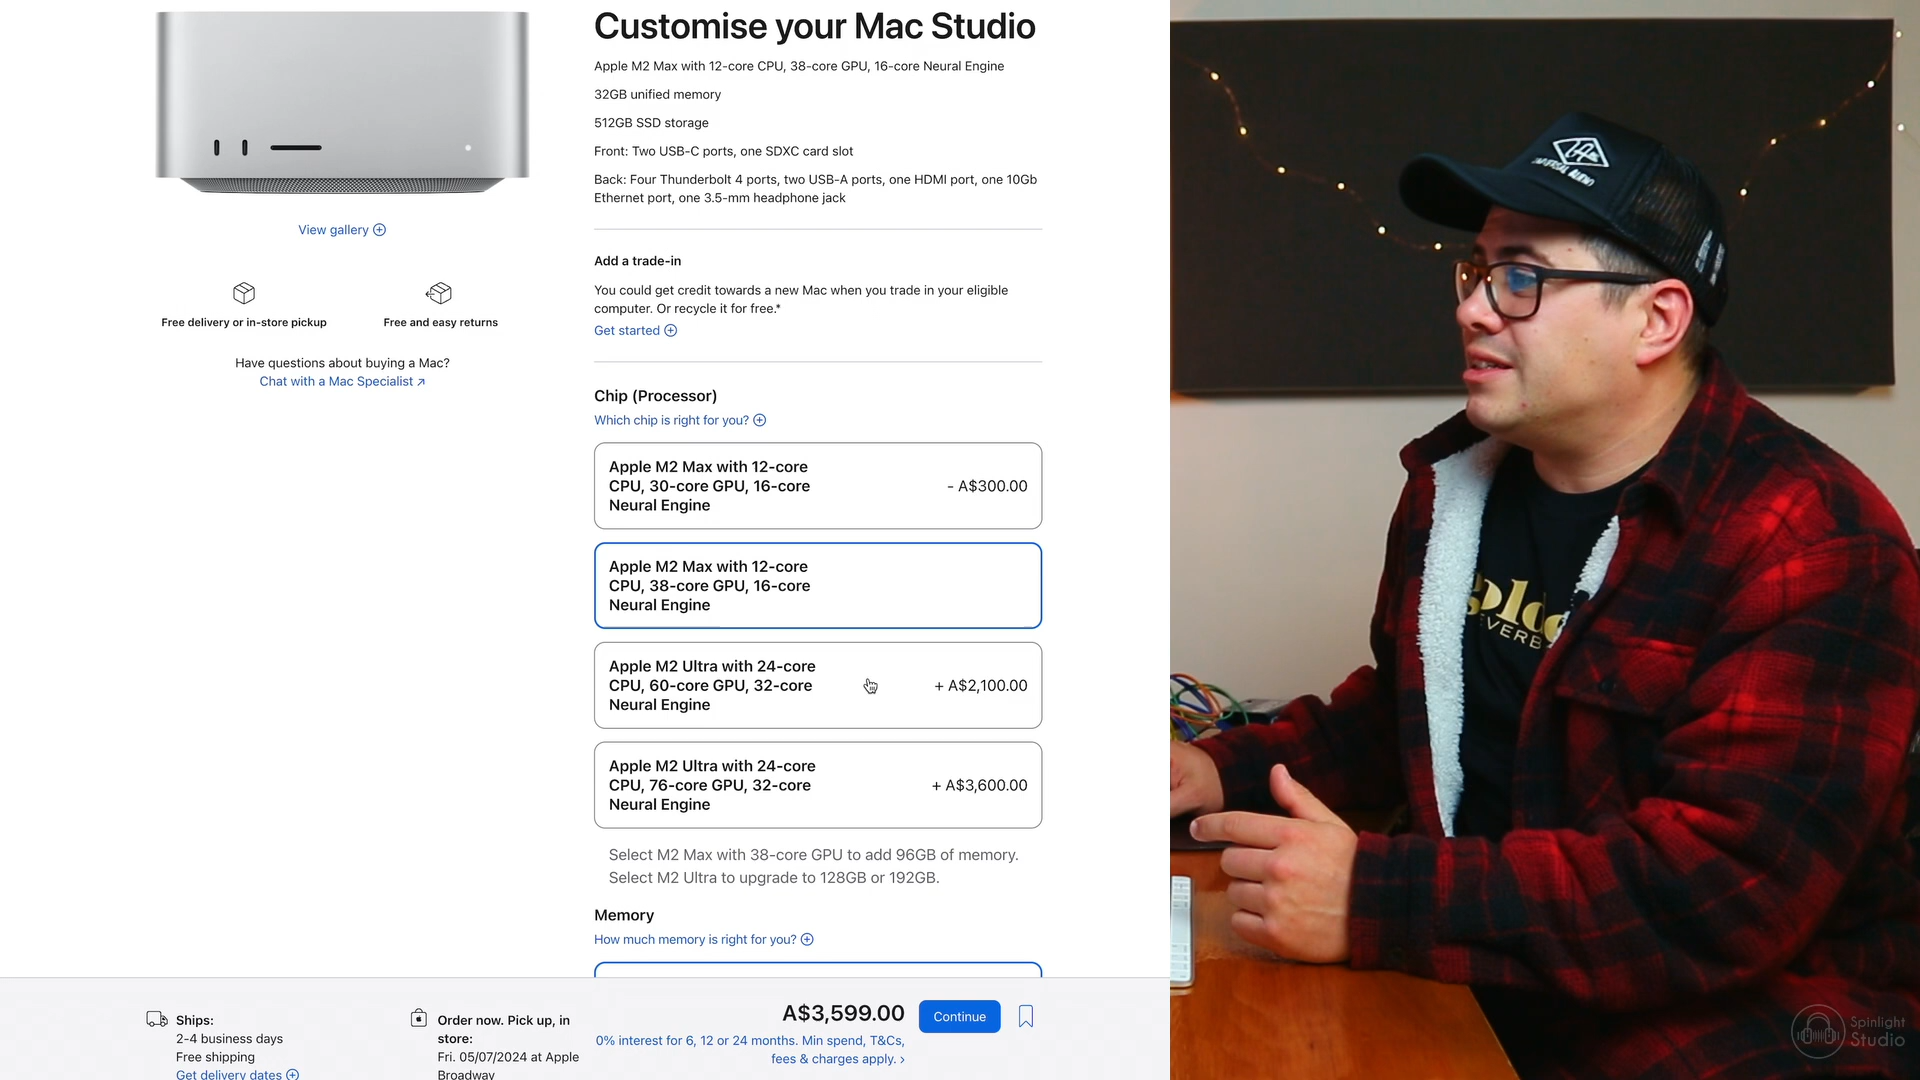 Customise your Mac Studio
Apple M2 Max with 12-core CPU, 38-core GPU, 16-core Neural Engine
32GB unified memory
512GB SSD storage
Front: Two USB-C ports, one SDXC card slot
Back: Four Thunderbolt 4 ports, two USB-A ports, one HDMI port, one 10Gb
Ethernet port, one 3.5-mm headphone jack
View gallery
Free delivery or in-store pickup
Free and easy returns
Have questions about buying a Mac?
Chat with a Mac Specialist ↗
Add a trade-in
You could get credit towards a new Mac when you trade in your eligible
computer. Or recycle it for free.*
Get started
Chip (Processor)
Which chip is right for you?
Apple M2 Max with 12-core
CPU, 30-core GPU, 16-core
Neural Engine
- A$300.00
Apple M2 Max with 12-core
CPU, 38-core GPU, 16-core
Neural Engine
Apple M2 Ultra with 24-core
CPU, 60-core GPU, 32-core
Neural Engine
+ A$2,100.00
Apple M2 Ultra with 24-core
CPU, 76-core GPU, 32-core
Neural Engine
+ A$3,600.00
Select M2 Max with 38-core GPU to add 96GB of memory.
Select M2 Ultra to upgrade to 128GB or 192GB.
Memory
How much memory is right for you?
Ships:
2-4 business days
Free shipping
Get delivery dates
Order now. Pick up, in
store:
Fri. 05/07/2024 at Apple
Broadway
A$3,599.00
0% interest for 6, 12 or 24 months. Min spend, T&Cs,
fees & charges apply. ›
Continue
UNIVERSAL AUDIO
Spinlight
Studio